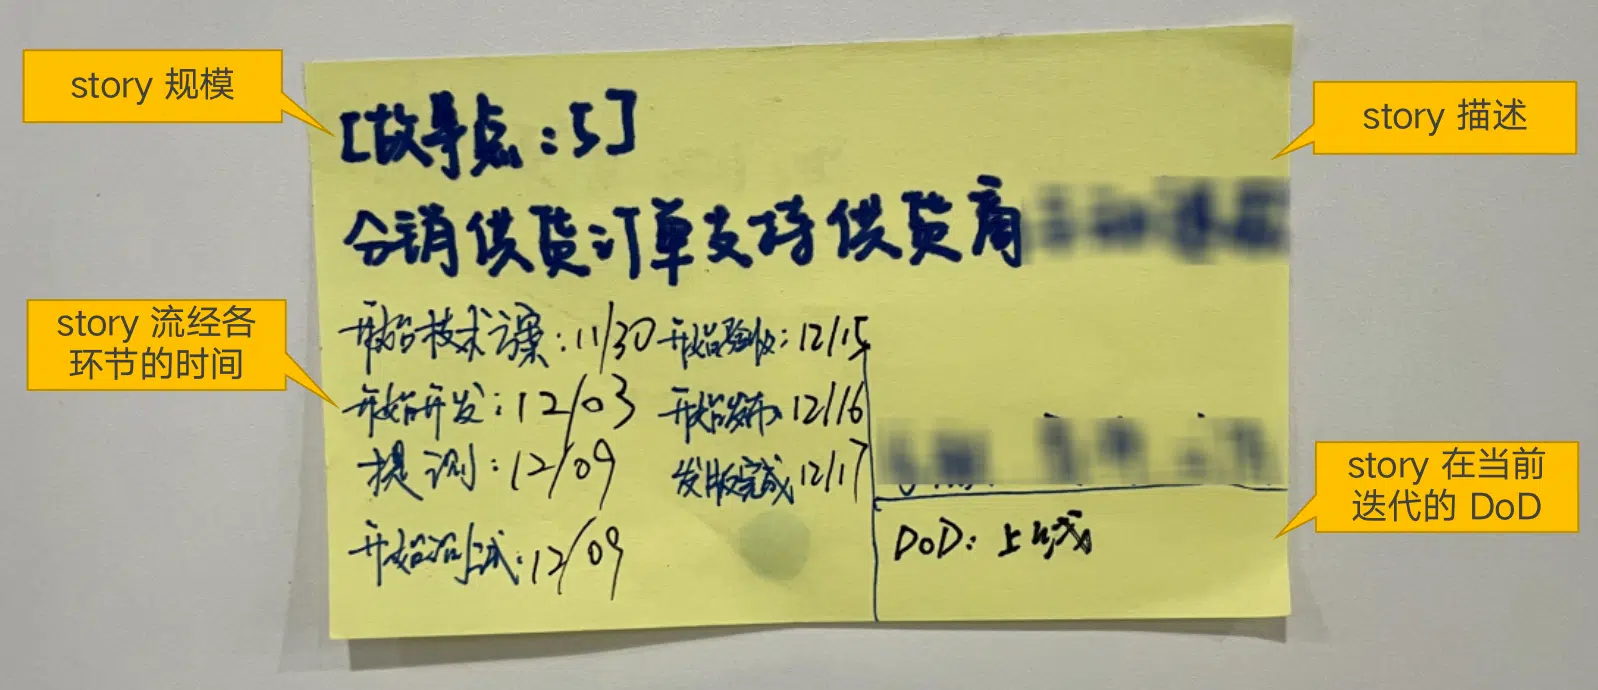 story 规模
[故事点:5]
story 描述
分销供货订单支持供货商
story 流经各
环节的时间
开始技术方案:11/30
开始开发:12/03
提测:12/09
开始测试:12/09
开始验收:12/15
开始发布:12/16
发版完成 12/17
story 在当前
迭代的 DoD
DoD:上线